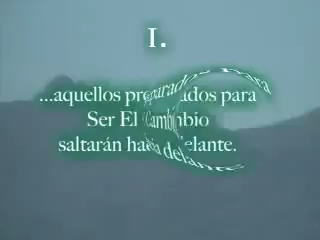 I.
...aquellos preparados para
Ser El Cambio
saltarán hacia delante.